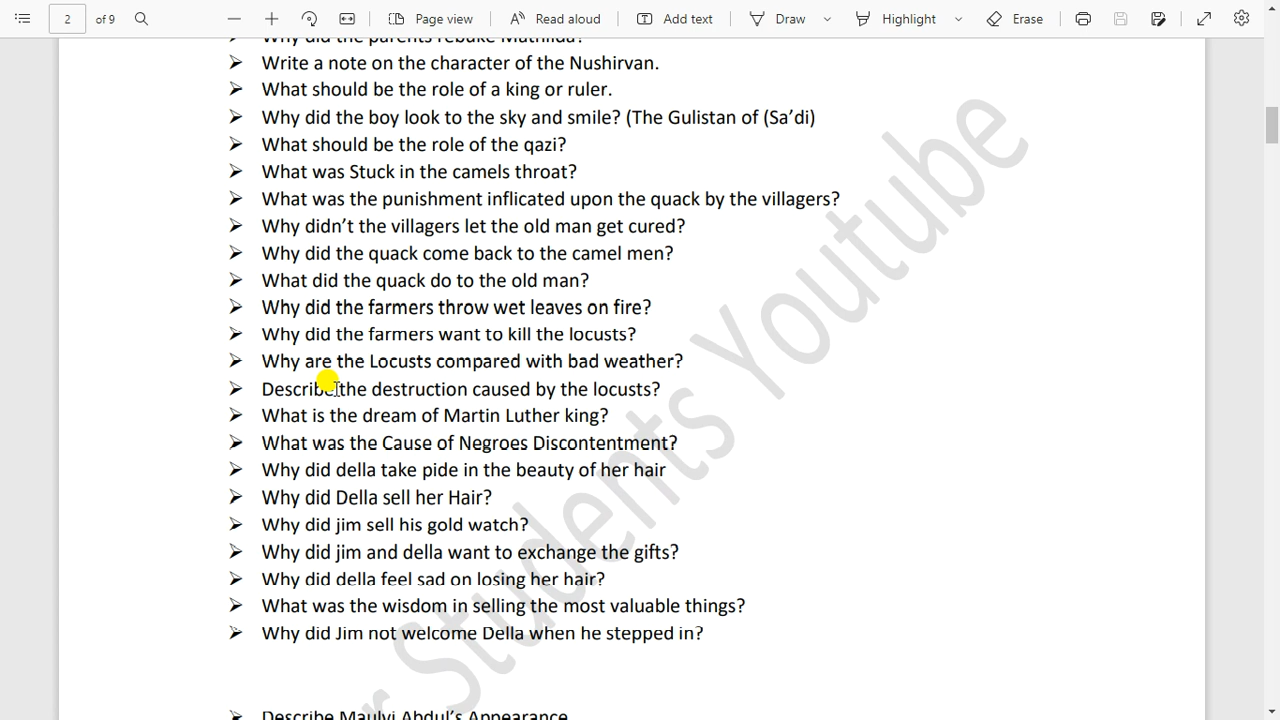 2 of 9 Page view Read aloud Add text Draw Highlight Erase
Why did the parents rebuke Mathilda?
➢ Write a note on the character of the Nushirvan.
➢ What should be the role of a king or ruler.
➢ Why did the boy look to the sky and smile? (The Gulistan of (Sa’di)
➢ What should be the role of the qazi?
➢ What was Stuck in the camels throat?
➢ What was the punishment inflicated upon the quack by the villagers?
➢ Why didn’t the villagers let the old man get cured?
➢ Why did the quack come back to the camel men?
➢ What did the quack do to the old man?
➢ Why did the farmers throw wet leaves on fire?
➢ Why did the farmers want to kill the locusts?
➢ Why are the Locusts compared with bad weather?
➢ Describe the destruction caused by the locusts?
➢ What is the dream of Martin Luther king?
➢ What was the Cause of Negroes Discontentment?
➢ Why did della take pide in the beauty of her hair
➢ Why did Della sell her Hair?
➢ Why did jim sell his gold watch?
➢ Why did jim and della want to exchange the gifts?
➢ Why did della feel sad on losing her hair?
➢ What was the wisdom in selling the most valuable things?
➢ Why did Jim not welcome Della when he stepped in?
➢ Describe Maulvi Abdul’s Appearance
Students Youtube